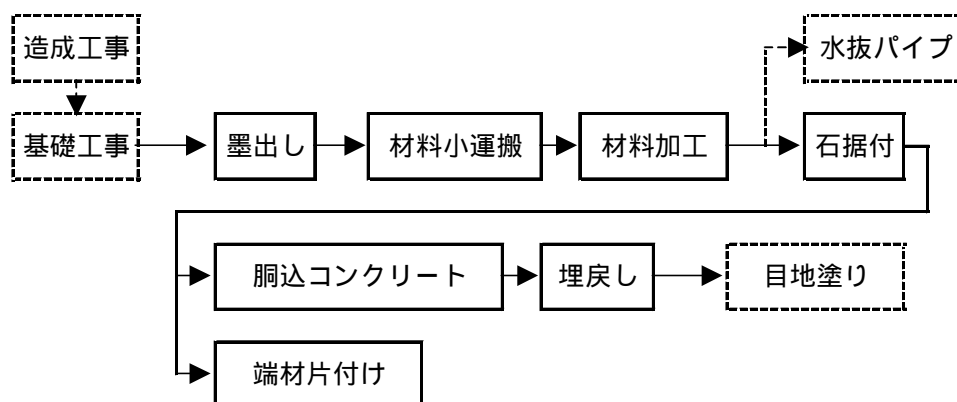 造成工事
水抜パイプ
基礎工事
墨出し
材料小運搬
材料加工
石据付
胴込コンクリート
埋戻し
目地塗り
端材片付け